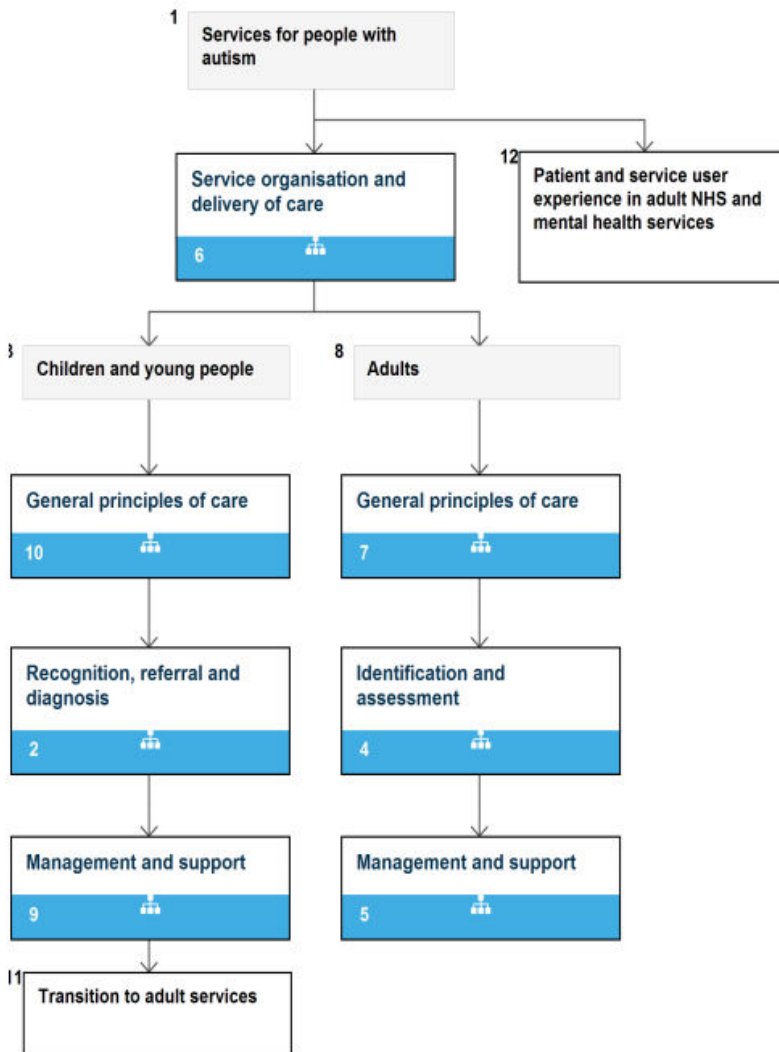 1
Services for people with
autism
Service organisation and
delivery of care
6
12
Patient and service user
experience in adult NHS and
mental health services
Children and young people
8
Adults
General principles of care
10
General principles of care
7
Recognition, referral and
diagnosis
2
Identification and
assessment
4
Management and support
9
Management and support
5
11
Transition to adult services